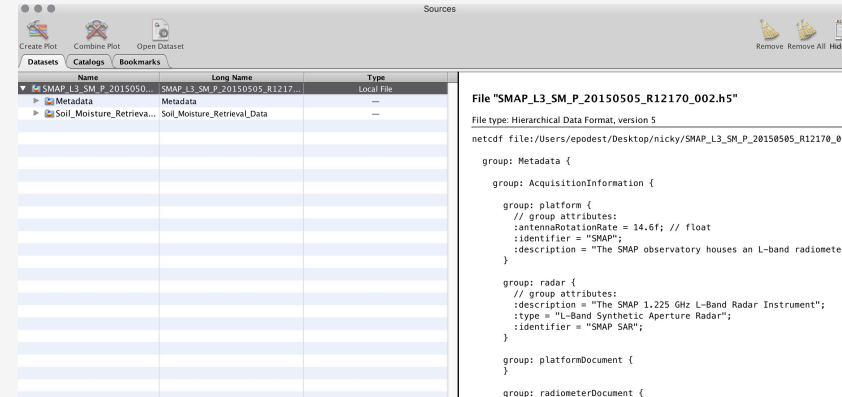 Sources
Create Plot Combine Plot Open Dataset Remove Remove All
Datasets Catalogs Bookmarks
Name Long Name Type
SMAP_L3_SM_P_2015050... SMAP_L3_SM_P_20150505_R1217... Local File
Metadata Metadata —
Soil_Moisture_Retrieva... Soil_Moisture_Retrieval_Data —
File "SMAP_L3_SM_P_20150505_R12170_002.h5"
File type: Hierarchical Data Format, version 5
netcdf file:/Users/epodest/Desktop/nicky/SMAP_L3_SM_P_20150505_R12170_0
group: Metadata {
group: AcquisitionInformation {
group: platform {
// group attributes:
:antennaRotationRate = 14.6f; // float
:identifier = "SMAP";
:description = "The SMAP observatory houses an L-band radiomete
}
group: radar {
// group attributes:
:description = "The SMAP 1.225 GHz L-Band Radar Instrument";
:type = "L-Band Synthetic Aperture Radar";
:identifier = "SMAP SAR";
}
group: platformDocument {
}
group: radiometerDocument {